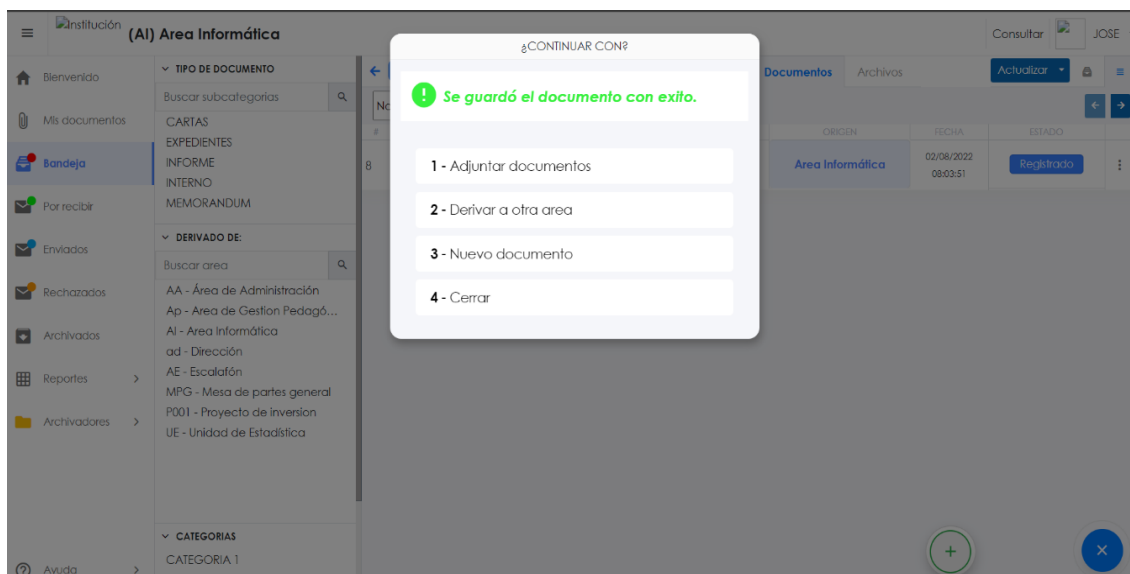 Institución
(AI) Area Informática
Consultar
JOSE
Bienvenido
Mis documentos
Bandeja
Por recibir
Enviados
Rechazados
Archivados
Reportes
Archivadores
Ayuda
TIPO DE DOCUMENTO
Buscar subcategorias
CARTAS
EXPEDIENTES
INFORME
INTERNO
MEMORANDUM
DERIVADO DE:
Buscar area
AA - Área de Administración
Ap - Area de Gestion Pedagó...
AI - Area Informática
ad - Dirección
AE - Escalafón
MPG - Mesa de partes general
P001 - Proyecto de inversion
UE - Unidad de Estadística
CATEGORIAS
CATEGORIA 1
¿CONTINUAR CON?
Se guardó el documento con exito.
1 - Adjuntar documentos
2 - Derivar a otra area
3 - Nuevo documento
4 - Cerrar
Documentos
Archivos
Actualizar
# ORIGEN FECHA ESTADO
8 Area Informática 02/08/2022 Registrado
08:03:51